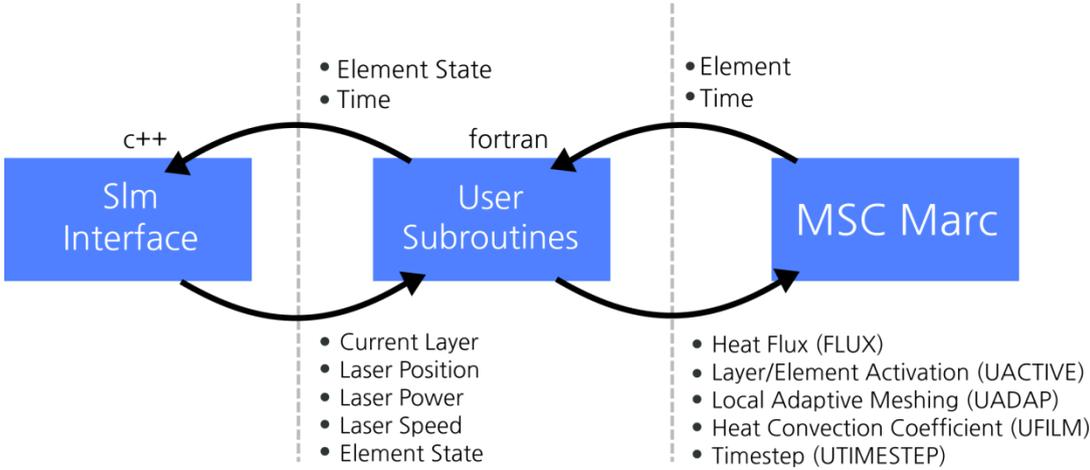 • Element State
• Time
• Element
• Time
c++
fortran
Slm
Interface
User
Subroutines
MSC Marc
• Current Layer
• Laser Position
• Laser Power
• Laser Speed
• Element State
• Heat Flux (FLUX)
• Layer/Element Activation (UACTIVE)
• Local Adaptive Meshing (UADAP)
• Heat Convection Coefficient (UFILM)
• Timestep (UTIMESTEP)